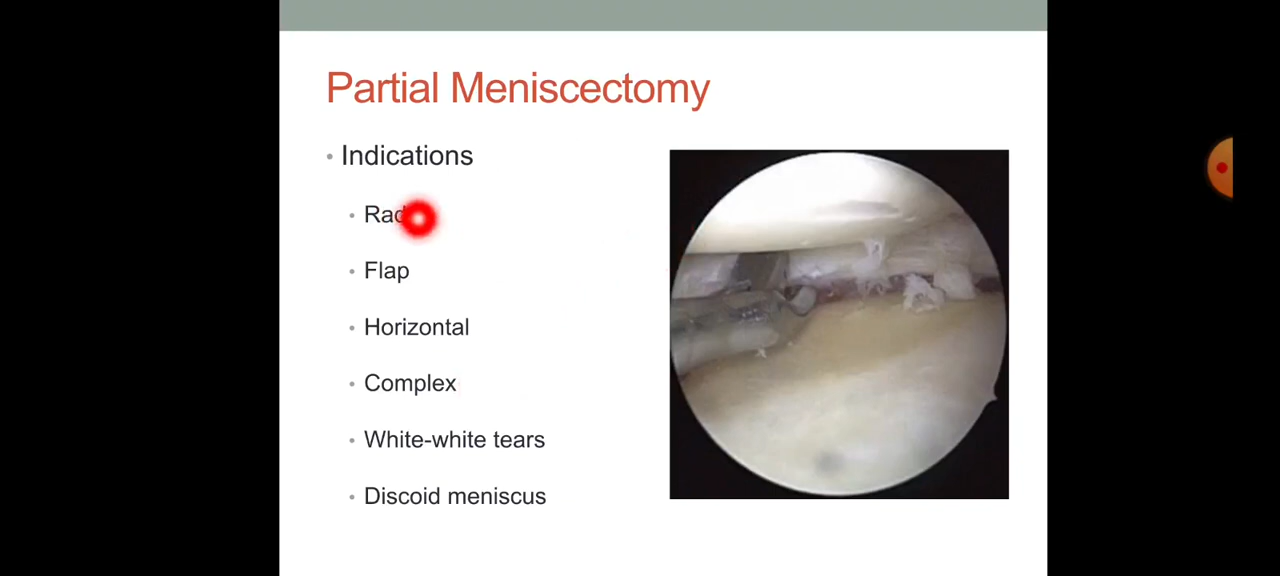 Partial Meniscectomy
• Indications
• Rad
• Flap
• Horizontal
• Complex
• White-white tears
• Discoid meniscus